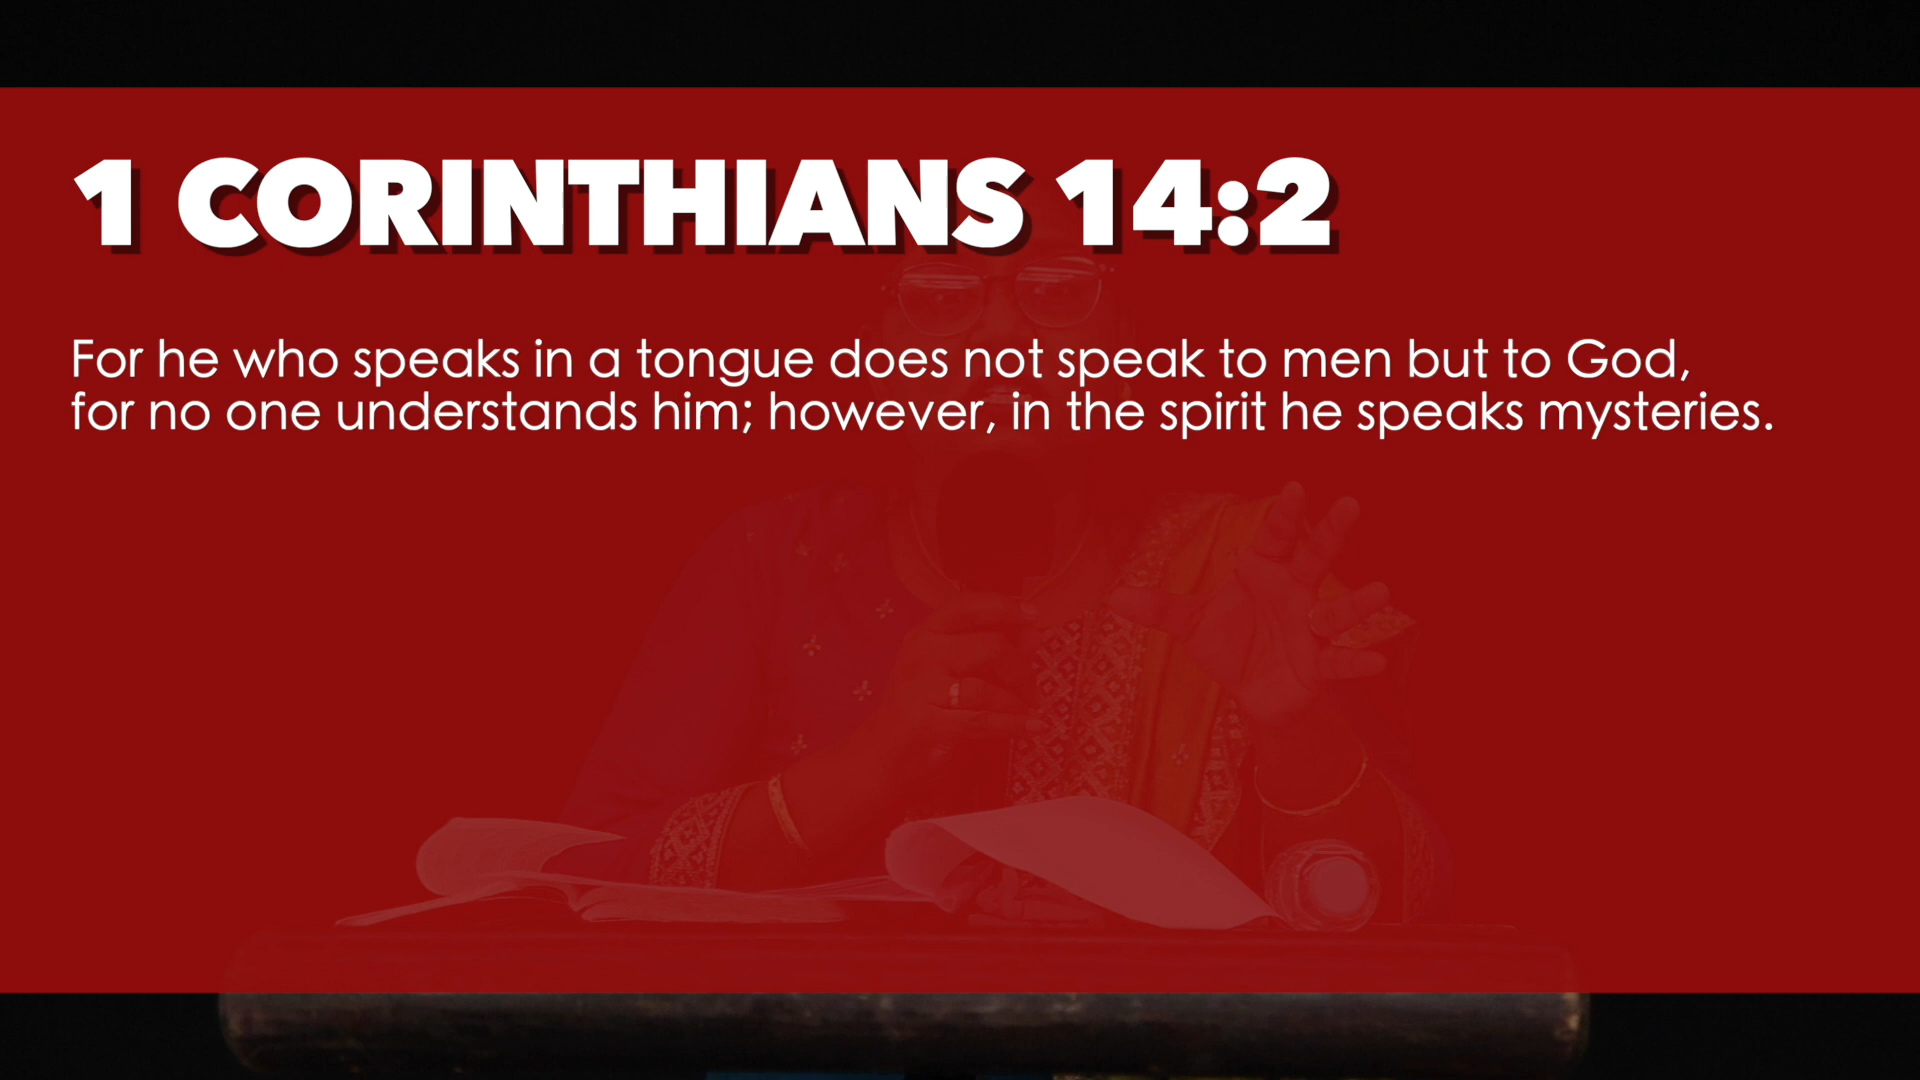 1 CORINTHIANS 14:2
For he who speaks in a tongue does not speak to men but to God,
for no one understands him; however, in the spirit he speaks mysteries.